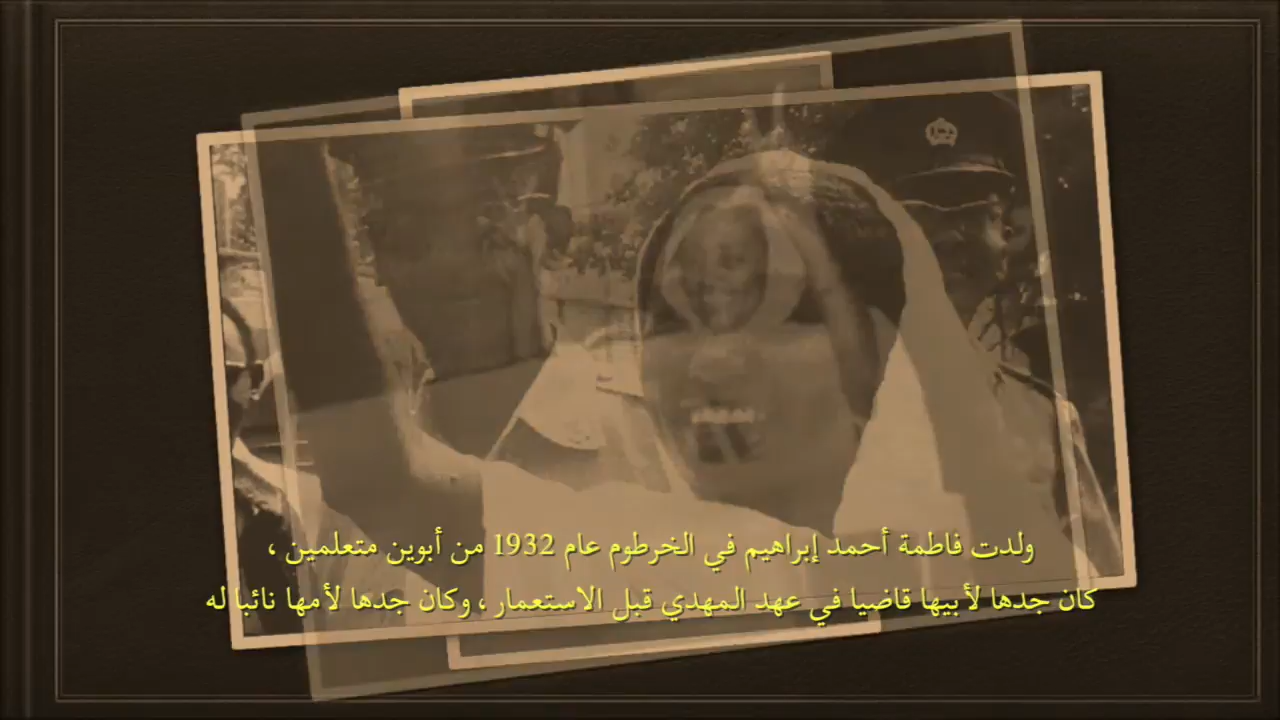 ولدت فاطمة أحمد إبراهيم في الخرطوم عام 1932 من أبوين متعلمين ،
كان جدها لأبيها قاضيا في عهد المهدي قبل الاستعمار ، وكان جدها لأمها نائبا له